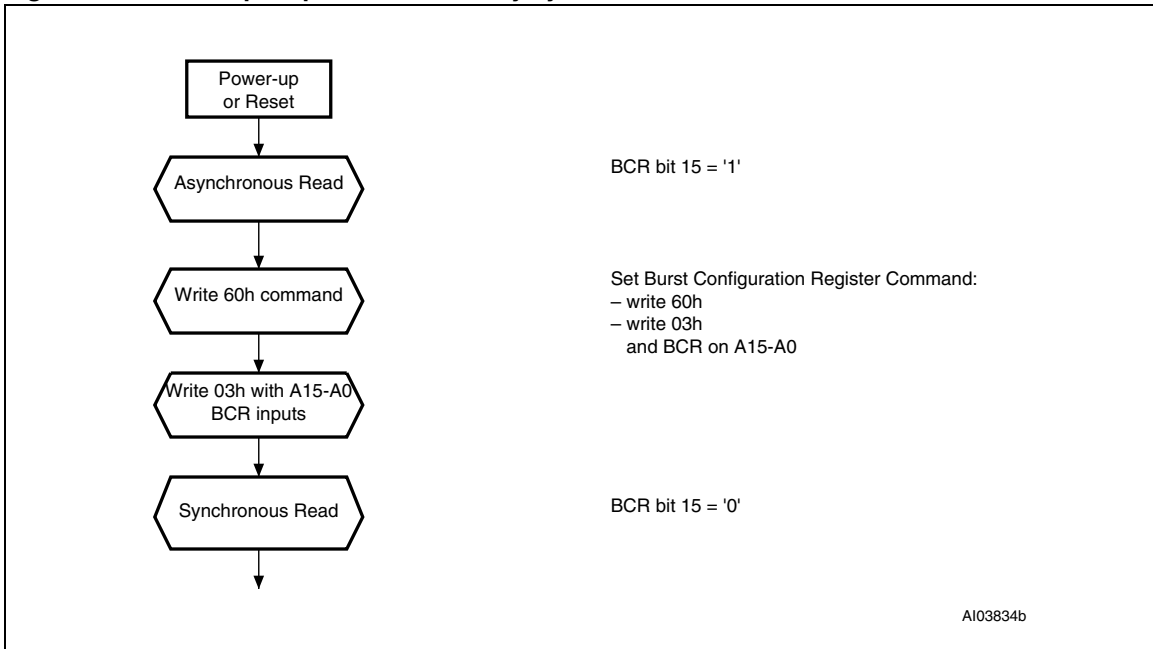 Power-up
or Reset
Asynchronous Read
BCR bit 15 = '1'
Write 60h command
Set Burst Configuration Register Command:
– write 60h
– write 03h
and BCR on A15-A0
Write 03h with A15-A0
BCR inputs
Synchronous Read
BCR bit 15 = '0'
AI03834b